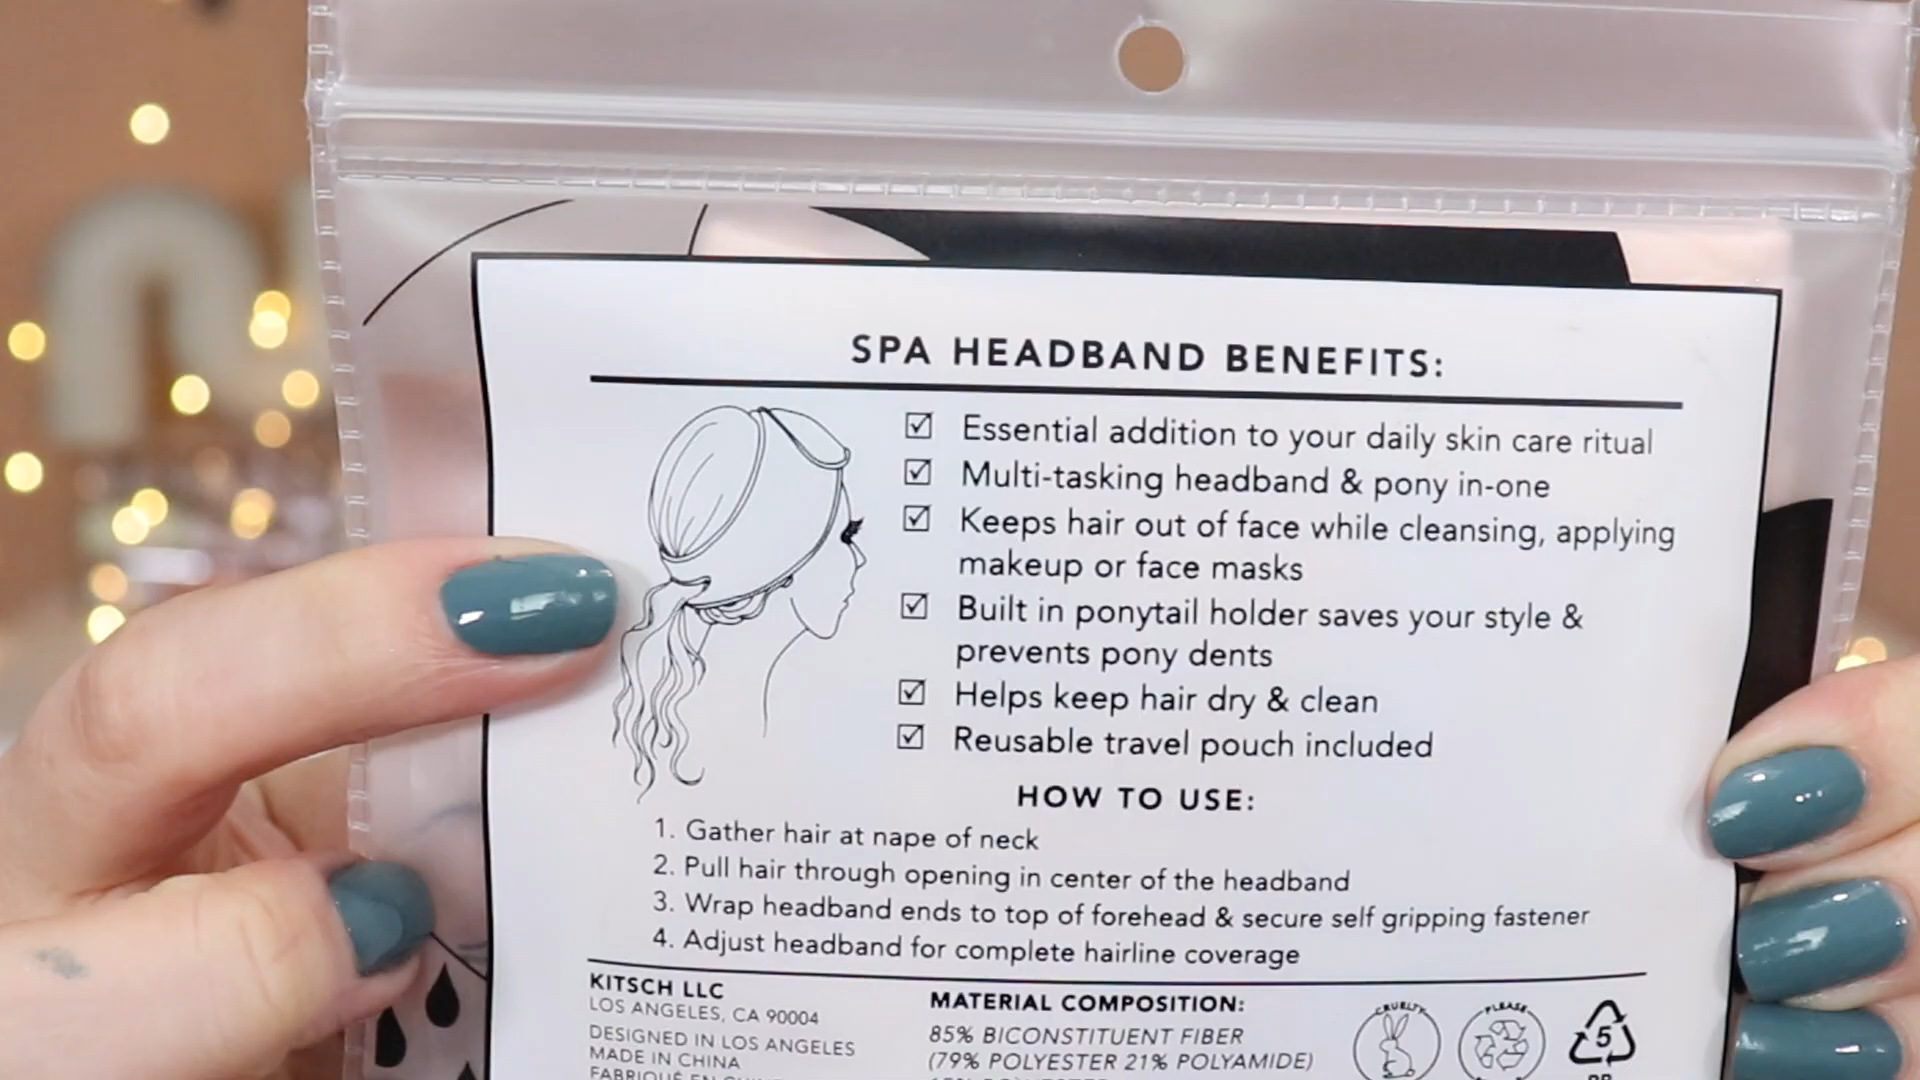 SPA HEADBAND BENEFITS:
☑ Essential addition to your daily skin care ritual
☑ Multi-tasking headband & pony in-one
☑ Keeps hair out of face while cleansing, applying
makeup or face masks
☑ Built in ponytail holder saves your style &
prevents pony dents
☑ Helps keep hair dry & clean
☑ Reusable travel pouch included
HOW TO USE:
1. Gather hair at nape of neck
2. Pull hair through opening in center of the headband
3. Wrap headband ends to top of forehead & secure self gripping fastener
4. Adjust headband for complete hairline coverage
KITSCH LLC
LOS ANGELES, CA 90004
DESIGNED IN LOS ANGELES
MADE IN CHINA
FABRIQUÉ EN
MATERIAL COMPOSITION:
85% BICONSTITUENT FIBER
(79% POLYESTER 21% POLYAMIDE)
CRUELTY
PLEASE
5